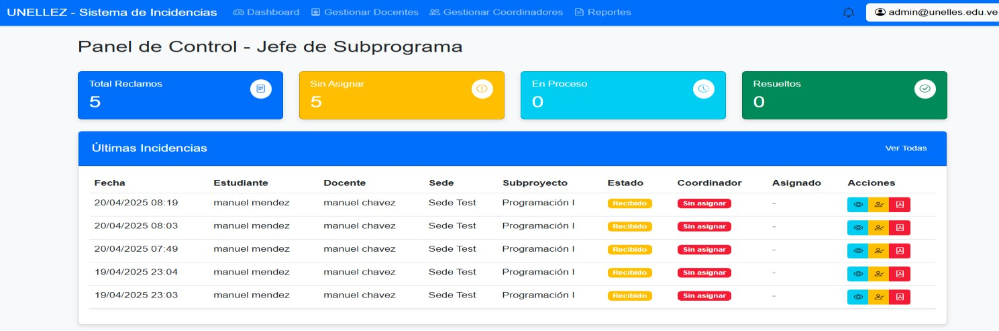 UNELLEZ - Sistema de Incidencias Dashboard Gestionar Docentes Gestionar Coordinadores Reportes admin@unelles.edu.ve
Panel de Control - Jefe de Subprograma
Total Reclamos Sin Asignar En Proceso Resueltos
5 5 0 0
Últimas Incidencias Ver Todas
Fecha Estudiante Docente Sede Subproyecto Estado Coordinador Asignado Acciones
20/04/2025 08:19 manuel mendez manuel chavez Sede Test Programación I Recibido Sin asignar -
20/04/2025 08:03 manuel mendez manuel chavez Sede Test Programación I Recibido Sin asignar -
20/04/2025 07:49 manuel mendez manuel chavez Sede Test Programación I Recibido Sin asignar -
19/04/2025 23:04 manuel mendez manuel chavez Sede Test Programación I Recibido Sin asignar -
19/04/2025 23:03 manuel mendez manuel chavez Sede Test Programación I Recibido Sin asignar -